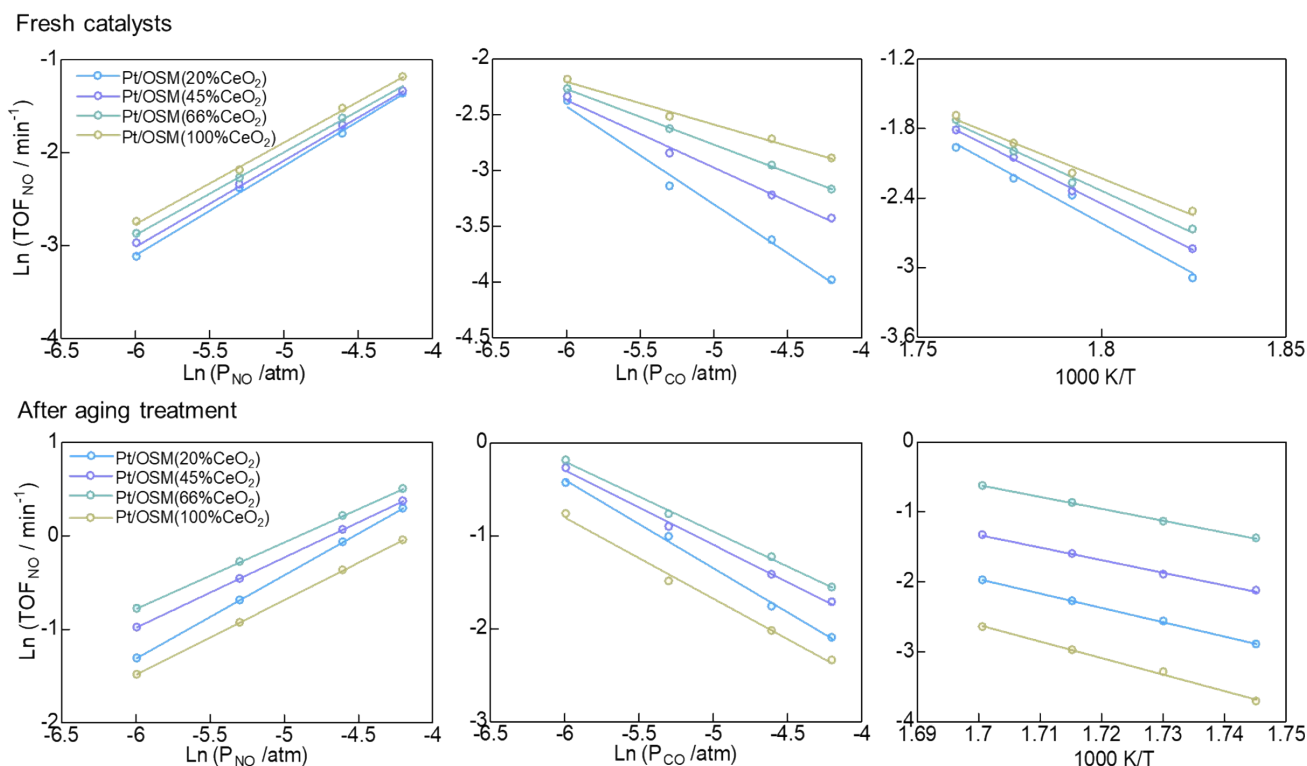 Fresh catalysts
Ln (TOF_NO / min⁻¹)
-1
-2
-3
-4
Pt/OSM(20%CeO₂)
Pt/OSM(45%CeO₂)
Pt/OSM(66%CeO₂)
Pt/OSM(100%CeO₂)
-6.5 -6 -5.5 -5 -4.5 -4
Ln (P_NO /atm)
-2
-2.5
-3
-3.5
-4
-4.5
-6.5 -6 -5.5 -5 -4.5 -4
Ln (P_CO /atm)
-1.2
-1.8
-2.4
-3
-3.6
1.75 1.8 1.85
1000 K/T
After aging treatment
Ln (TOF_NO / min⁻¹)
1
0
-1
-2
Pt/OSM(20%CeO₂)
Pt/OSM(45%CeO₂)
Pt/OSM(66%CeO₂)
Pt/OSM(100%CeO₂)
-6.5 -6 -5.5 -5 -4.5 -4
Ln (P_NO /atm)
0
-1
-2
-3
-6.5 -6 -5.5 -5 -4.5 -4
Ln (P_CO /atm)
0
-1
-2
-3
-4
1.69 1.7 1.71 1.72 1.73 1.74 1.75
1000 K/T